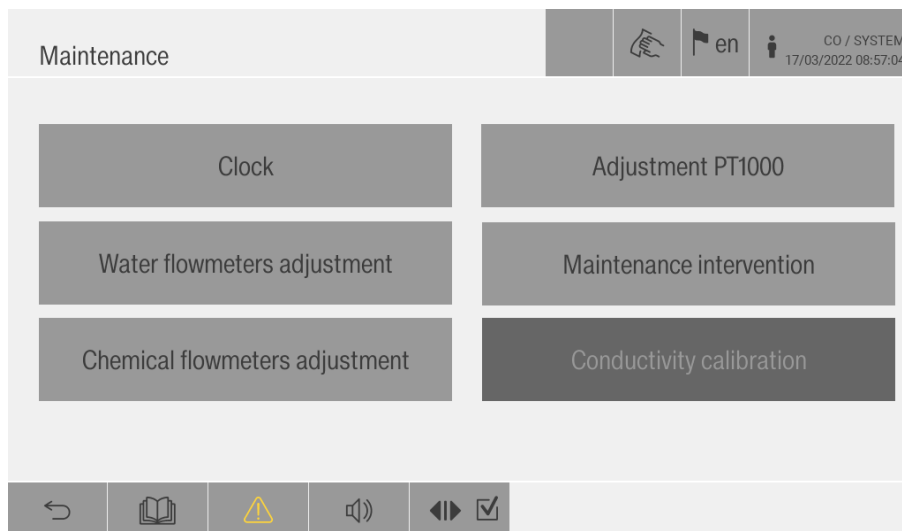 Maintenance
en
CO / SYSTEM
17/03/2022 08:57:04
Clock
Adjustment PT1000
Water flowmeters adjustment
Maintenance intervention
Chemical flowmeters adjustment
Conductivity calibration